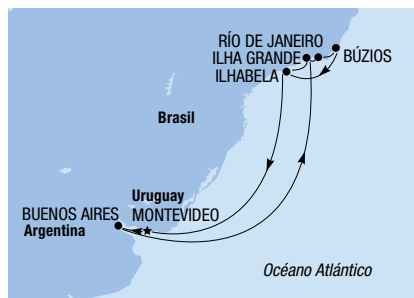 RÍO DE JANEIRO
ILHA GRANDE
BÚZIOS
ILHABELA
Brasil
Uruguay
BUENOS AIRES
MONTEVIDEO
Argentina
Océano Atlántico